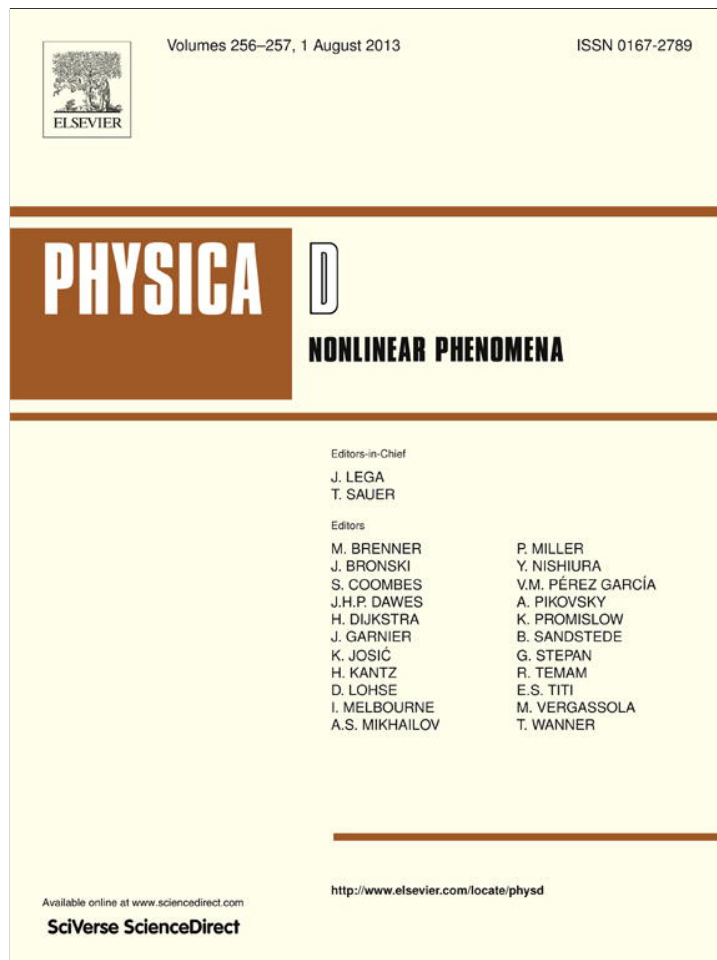 Volumes 256–257, 1 August 2013
ISSN 0167-2789
ELSEVIER
PHYSICA D
NONLINEAR PHENOMENA
Editors-in-Chief
J. LEGA
T. SAUER
Editors
M. BRENNER
J. BRONSKI
S. COOMBES
J.H.P. DAWES
H. DIJKSTRA
J. GARNIER
K. JOSIĆ
H. KANTZ
D. LOHSE
I. MELBOURNE
A.S. MIKHAILOV
P. MILLER
Y. NISHIURA
V.M. PÉREZ GARCÍA
A. PIKOVSKY
K. PROMISLOW
B. SANDSTEDE
G. STEPAN
R. TEMAM
E.S. TITI
M. VERGASSOLA
T. WANNER
Available online at www.sciencedirect.com
SciVerse ScienceDirect
http://www.elsevier.com/locate/physd